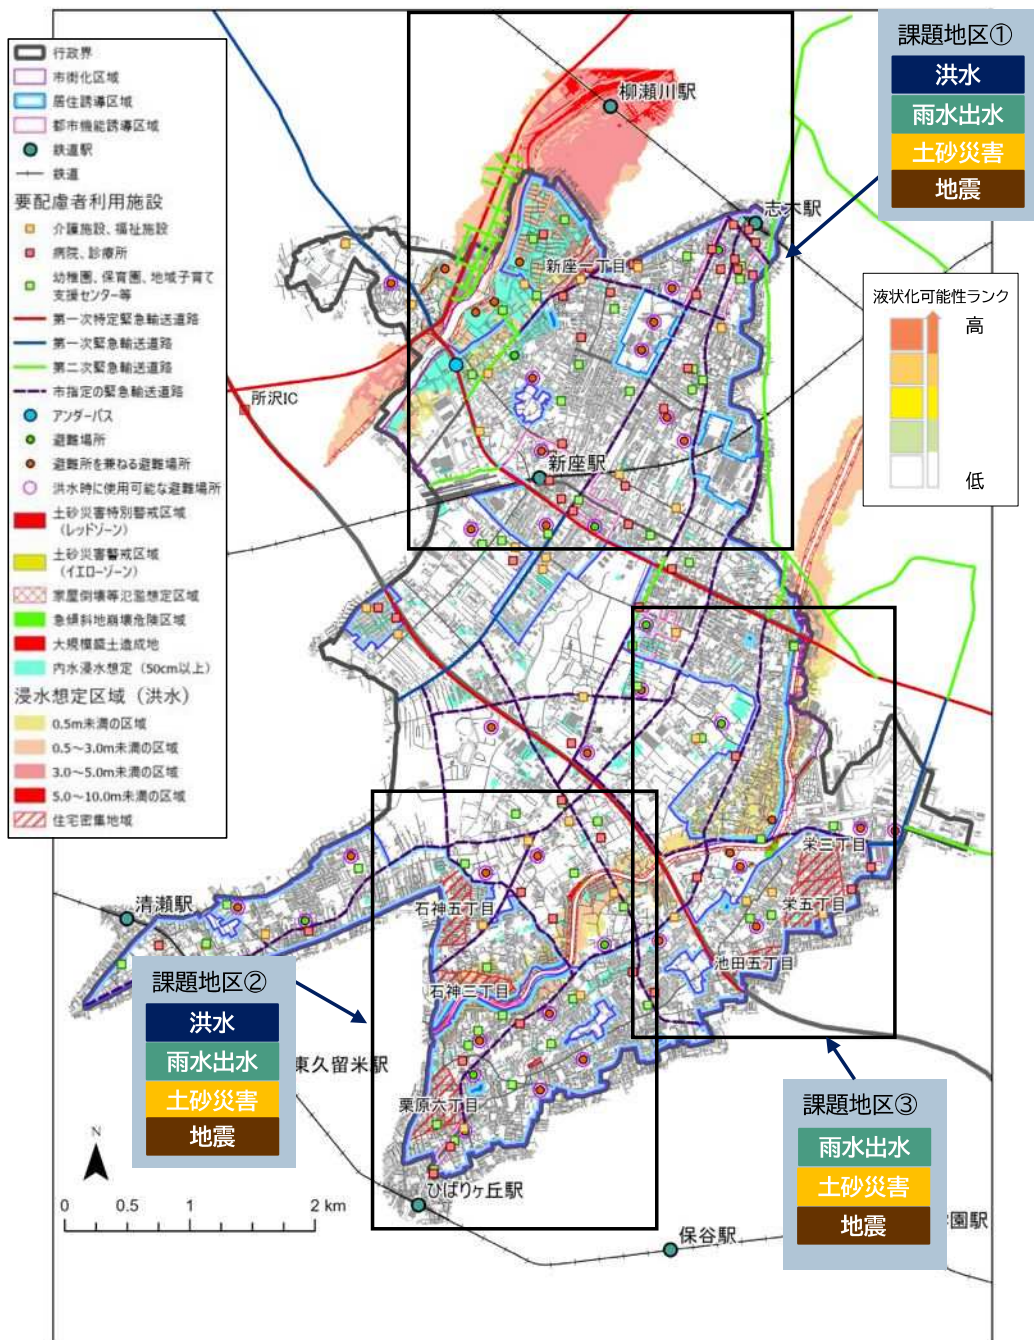 行政界
市街化区域
居住誘導区域
都市機能誘導区域
鉄道駅
鉄道
要配慮者利用施設
介護施設、福祉施設
病院、診療所
幼稚園、保育園、地域子育て
支援センター等
第一次特定緊急輸送道路
第一次緊急輸送道路
第二次緊急輸送道路
市指定の緊急輸送道路
アンダーパス
避難場所
避難所を兼ねる避難場所
洪水時に使用可能な避難場所
土砂災害特別警戒区域
（レッドゾーン）
土砂災害警戒区域
（イエローゾーン）
家屋倒壊等氾濫想定区域
急傾斜地崩壊危険区域
大規模盛土造成地
内水浸水想定（50cm以上）
浸水想定区域（洪水）
0.5m未満の区域
0.5～3.0m未満の区域
3.0～5.0m未満の区域
5.0～10.0m未満の区域
住宅密集地域
課題地区①
洪水
雨水出水
土砂災害
地震
液状化可能性ランク
高
低
柳瀬川駅
志木駅
新座一丁目
所沢IC
新座駅
栄三丁目
栄五丁目
池田五丁目
石神五丁目
石神三丁目
清瀬駅
課題地区②
洪水
雨水出水
土砂災害
地震
東久留米駅
栗原六丁目
ひばりヶ丘駅
保谷駅
課題地区③
雨水出水
土砂災害
地震
園駅
N
0 0.5 1 2 km